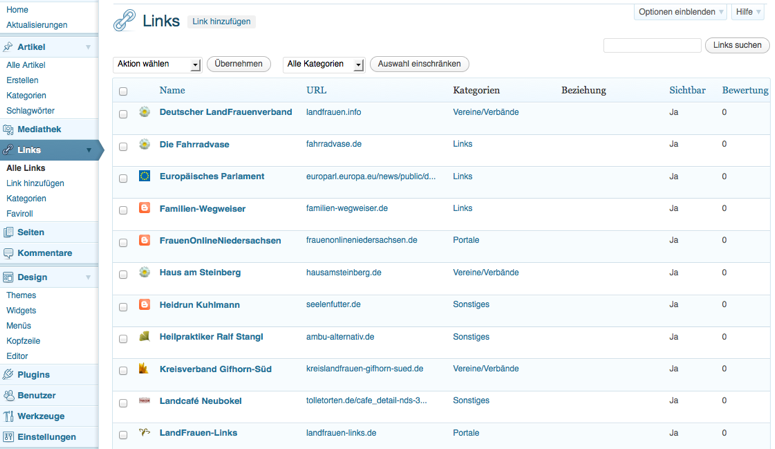 Home
Aktualisierungen
Artikel
Alle Artikel
Erstellen
Kategorien
Schlagwörter
Mediathek
Links
Alle Links
Link hinzufügen
Kategorien
Faviroll
Seiten
Kommentare
Design
Themes
Widgets
Menüs
Kopfzeile
Editor
Plugins
Benutzer
Werkzeuge
Einstellungen
Optionen einblenden Hilfe
Links Link hinzufügen
Links suchen
Aktion wählen Übernehmen Alle Kategorien Auswahl einschränken
Name URL Kategorien Beziehung Sichtbar Bewertung
Deutscher LandFrauenverband landfrauen.info Vereine/Verbände Ja 0
Die Fahrradvase fahrradvase.de Links Ja 0
Europäisches Parlament europarl.europa.eu/news/public/d... Links Ja 0
Familien-Wegweiser familien-wegweiser.de Links Ja 0
FrauenOnlineNiedersachsen frauenonlineniedersachsen.de Portale Ja 0
Haus am Steinberg hausamsteinberg.de Vereine/Verbände Ja 0
Heidrun Kuhlmann seelenfutter.de Sonstiges Ja 0
Heilpraktiker Ralf Stangl ambu-alternativ.de Sonstiges Ja 0
Kreisverband Gifhorn-Süd kreislandfrauen-gifhorn-sued.de Vereine/Verbände Ja 0
Landcafé Neubokel tolletorten.de/cafe_detail-nds-3... Sonstiges Ja 0
LandFrauen-Links landfrauen-links.de Portale Ja 0